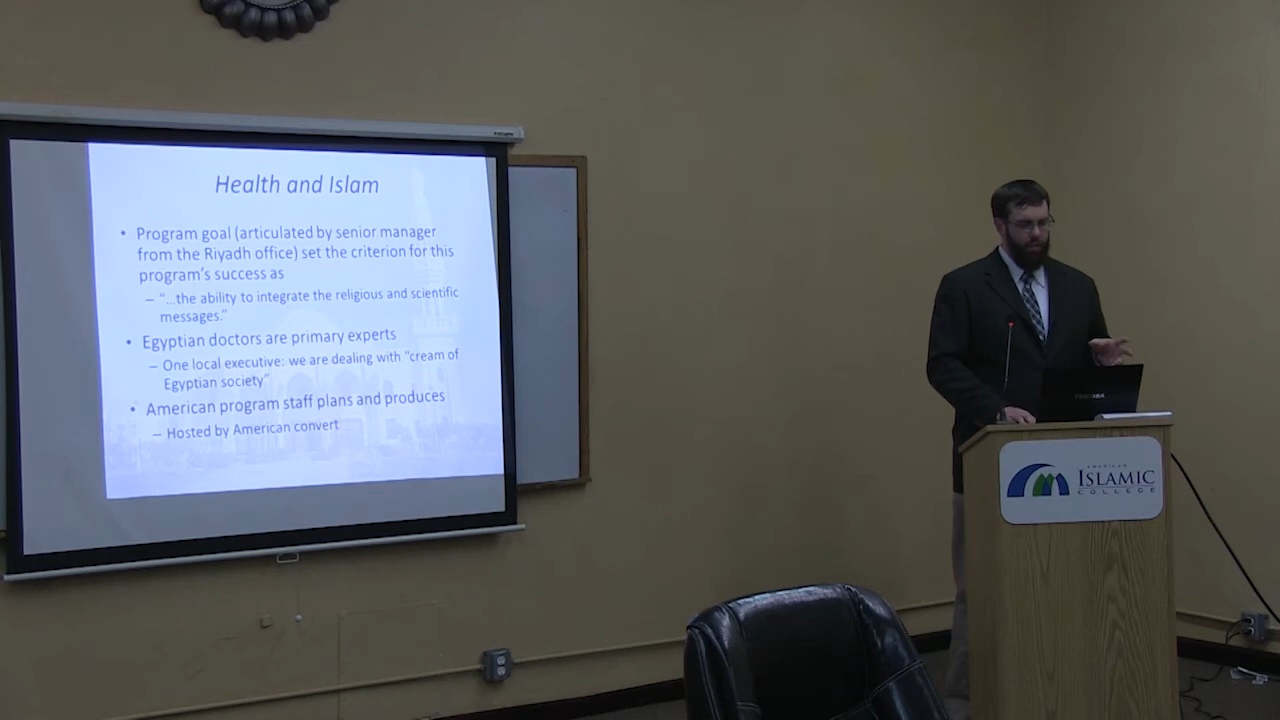 Health and Islam
• Program goal (articulated by senior manager
from the Riyadh office) set the criterion for this
program's success as
– "...the ability to integrate the religious and scientific
messages."
• Egyptian doctors are primary experts
– One local executive: we are dealing with "cream of
Egyptian society"
• American program staff plans and produces
– Hosted by American convert
TOSHIBA
AMERICAN
ISLAMIC
COLLEGE